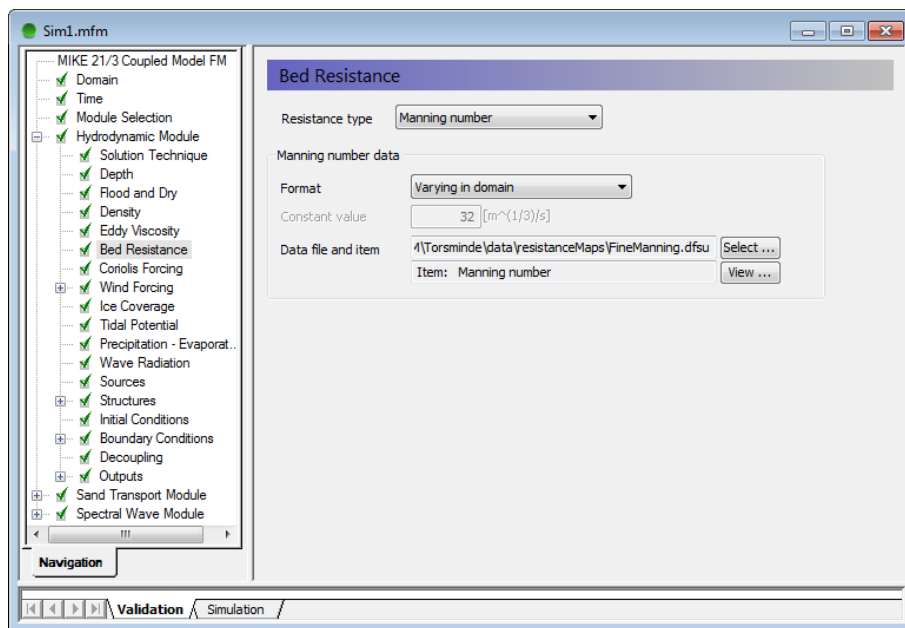 Sim1.mfm
MIKE 21/3 Coupled Model FM
Domain
Time
Module Selection
Hydrodynamic Module
Solution Technique
Depth
Flood and Dry
Density
Eddy Viscosity
Bed Resistance
Coriolis Forcing
Wind Forcing
Ice Coverage
Tidal Potential
Precipitation - Evaporat..
Wave Radiation
Sources
Structures
Initial Conditions
Boundary Conditions
Decoupling
Outputs
Sand Transport Module
Spectral Wave Module
Navigation
Bed Resistance
Resistance type Manning number
Manning number data
Format Varying in domain
Constant value 32 [m^(1/3)/s]
Data file and item \Torsminde\data\resistanceMaps\FineManning.dfsu Select ...
Item: Manning number View ...
Validation Simulation